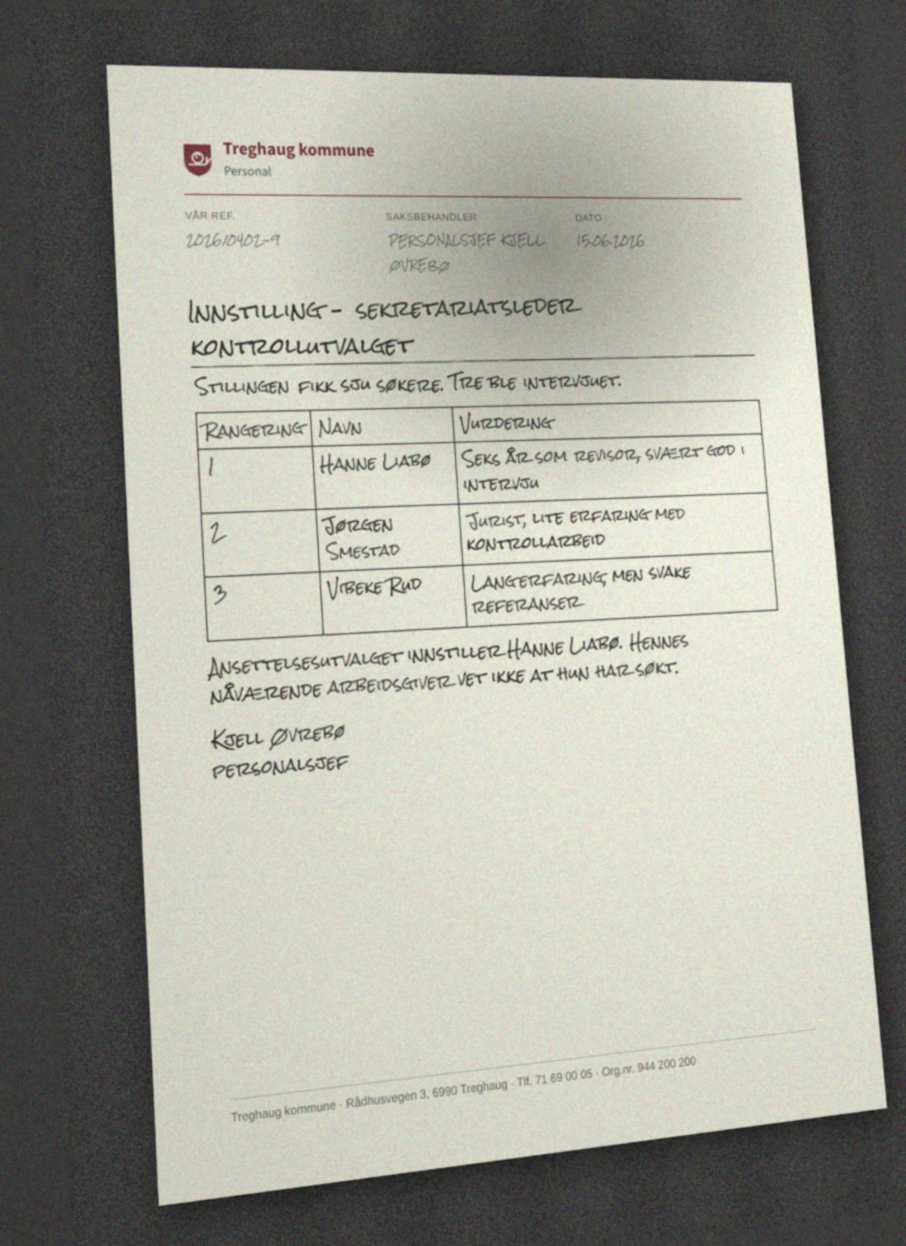 Treghaug kommune
Personal
VÅR REF. SAKSBEHANDLER DATO
2026/0402-9 PERSONALSJEF KJELL 15.06.2026
ØVREBØ
INNSTILLING - SEKRETARIATSLEDER
KONTROLLUTVALGET
STILLINGEN FIKK SJU SØKERE. TRE BLE INTERVJUET.
RANGERING NAVN VURDERING
1 HANNE LIABØ SEKS ÅR SOM REVISOR, SVÆRT GOD I
INTERVJU
2 JØRGEN JURIST, LITE ERFARING MED
SMESTAD KONTROLLARBEID
3 VIBEKE RUD LANG ERFARING, MEN SVAKE
REFERANSER
ANSETTELSESUTVALGET INNSTILLER HANNE LIABØ. HENNES
NÅVÆRENDE ARBEIDSGIVER VET IKKE AT HUN HAR SØKT.
KJELL ØVREBØ
PERSONALSJEF
Treghaug kommune · Rådhusvegen 3, 6990 Treghaug · Tlf. 71 69 00 05 · Org.nr. 944 200 200